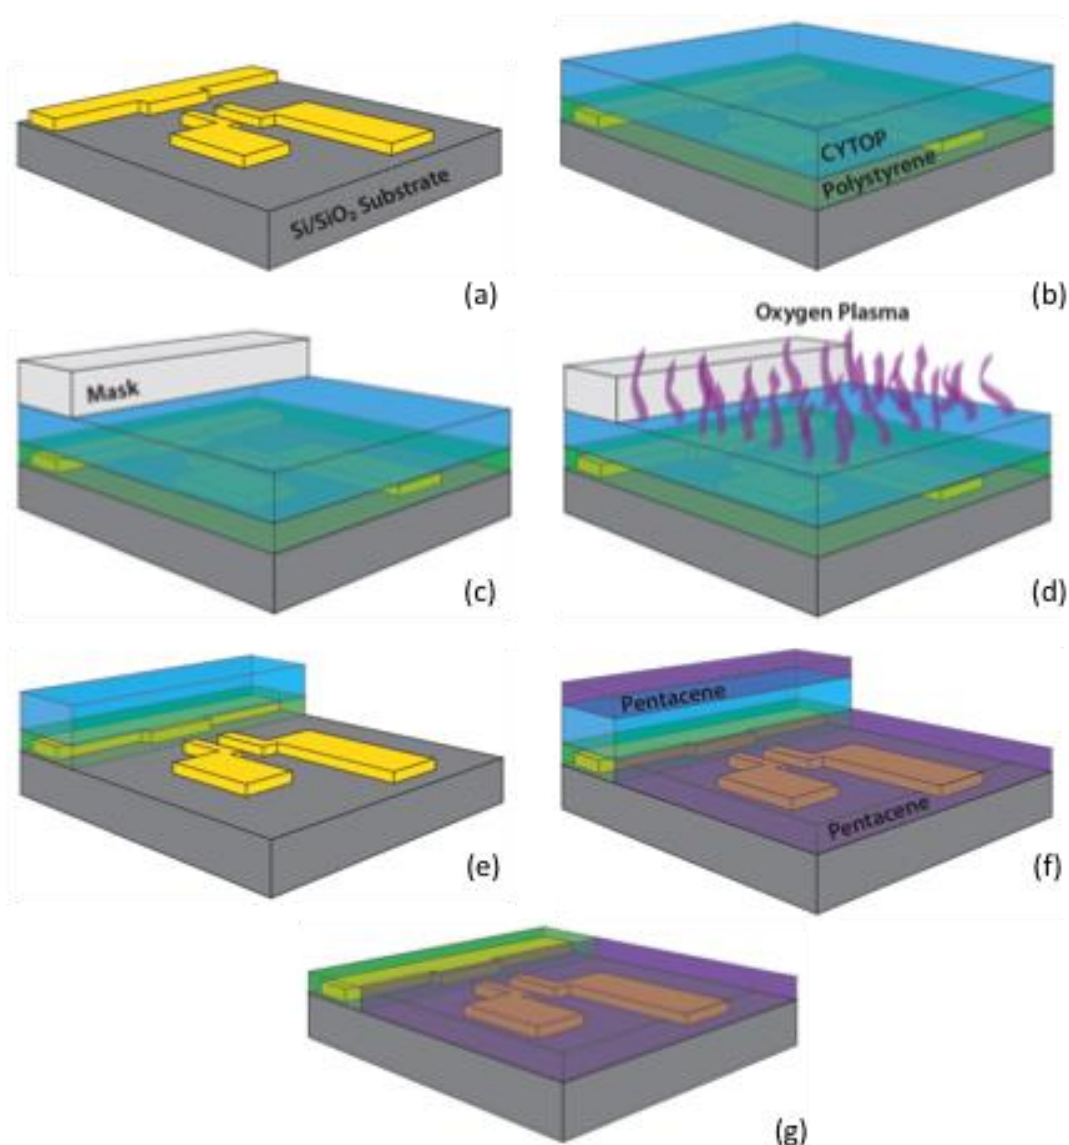 Si/SiO₂ Substrate
(a)
CYTOP
Polystyrene
(b)
Mask
(c)
Oxygen Plasma
(d)
(e)
Pentacene
Pentacene
(f)
(g)